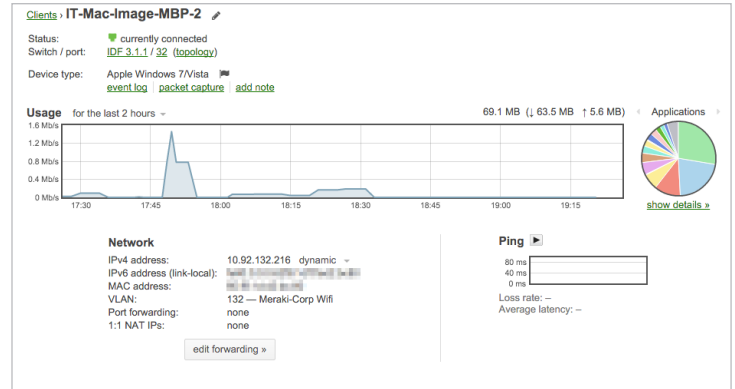 Clients › IT-Mac-Image-MBP-2
Status: currently connected
Switch / port: IDF 3.1.1 / 32 (topology)
Device type: Apple Windows 7/Vista
event log packet capture add note
Usage for the last 2 hours
69.1 MB (↓ 63.5 MB ↑ 5.6 MB)
Applications
1.6 Mb/s
1.2 Mb/s
0.8 Mb/s
0.4 Mb/s
0 Mb/s
17:30 17:45 18:00 18:15 18:30 18:45 19:00 19:15
show details »
Network
IPv4 address: 10.92.132.216 dynamic
IPv6 address (link-local):
MAC address:
VLAN: 132 — Meraki-Corp Wifi
Port forwarding: none
1:1 NAT IPs: none
edit forwarding »
Ping
80 ms
40 ms
0 ms
Loss rate: –
Average latency: –